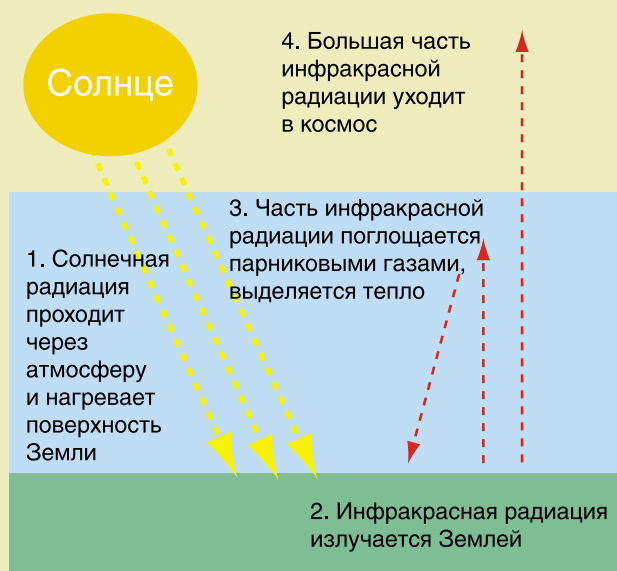 Солнце
1. Солнечная
радиация
проходит
через
атмосферу
и нагревает
поверхность
Земли
2. Инфракрасная радиация
излучается Землей
3. Часть инфракрасной
радиации поглощается
парниковыми газами,
выделяется тепло
4. Большая часть
инфракрасной
радиации уходит
в космос